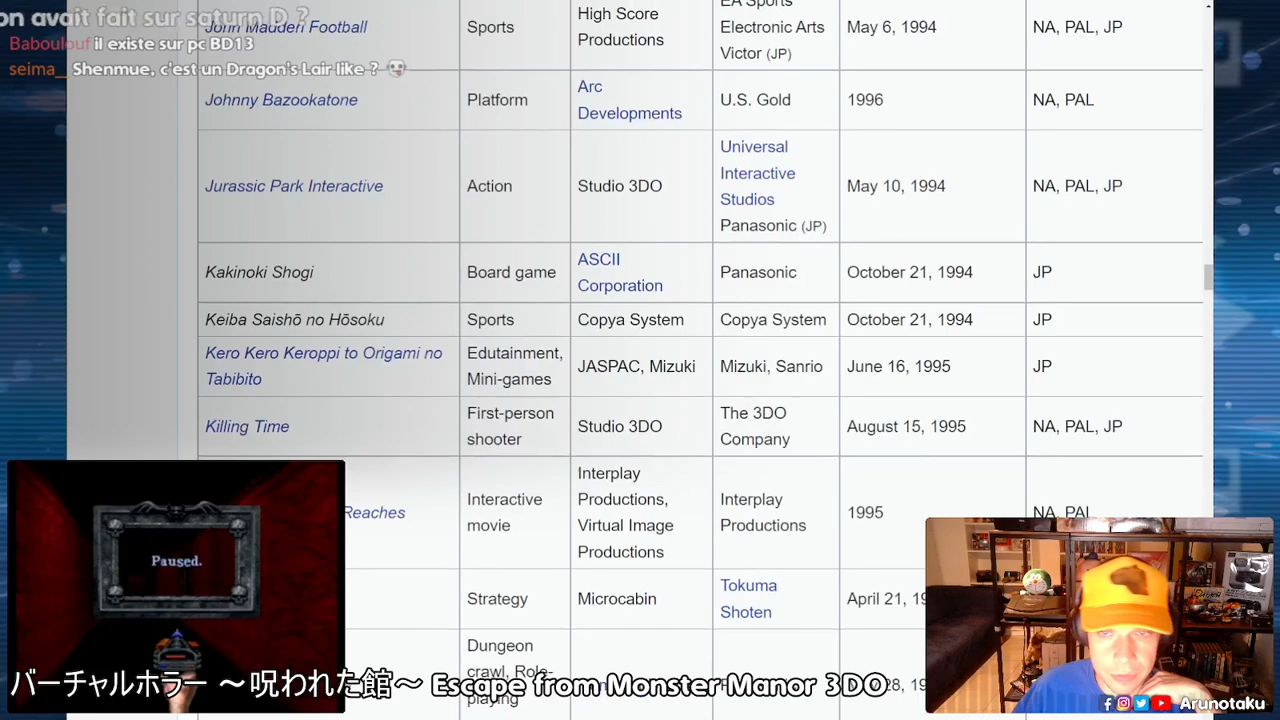 on avait fait sur saturn D ?
Baboulouf il existe sur pc BD13
seima_ Shenmue, c'est un Dragon's Lair like ?
John Madden Football Sports High Score Productions EA Sports Electronic Arts Victor (JP) May 6, 1994 NA, PAL, JP
Johnny Bazookatone Platform Arc Developments U.S. Gold 1996 NA, PAL
Jurassic Park Interactive Action Studio 3DO Universal Interactive Studios Panasonic (JP) May 10, 1994 NA, PAL, JP
Kakinoki Shogi Board game ASCII Corporation Panasonic October 21, 1994 JP
Keiba Saishō no Hōsoku Sports Copya System Copya System October 21, 1994 JP
Kero Kero Keroppi to Origami no Tabibito Edutainment, Mini-games JASPAC, Mizuki Mizuki, Sanrio June 16, 1995 JP
Killing Time First-person shooter Studio 3DO The 3DO Company August 15, 1995 NA, PAL, JP
Reaches Interactive movie Interplay Productions, Virtual Image Productions Interplay Productions 1995 NA, PAL
Strategy Microcabin Tokuma Shoten April 21,
Dungeon crawl, Role-playing
Paused.
バーチャルホラー ～呪われた館～ Escape from Monster Manor 3DO
Arunotaku